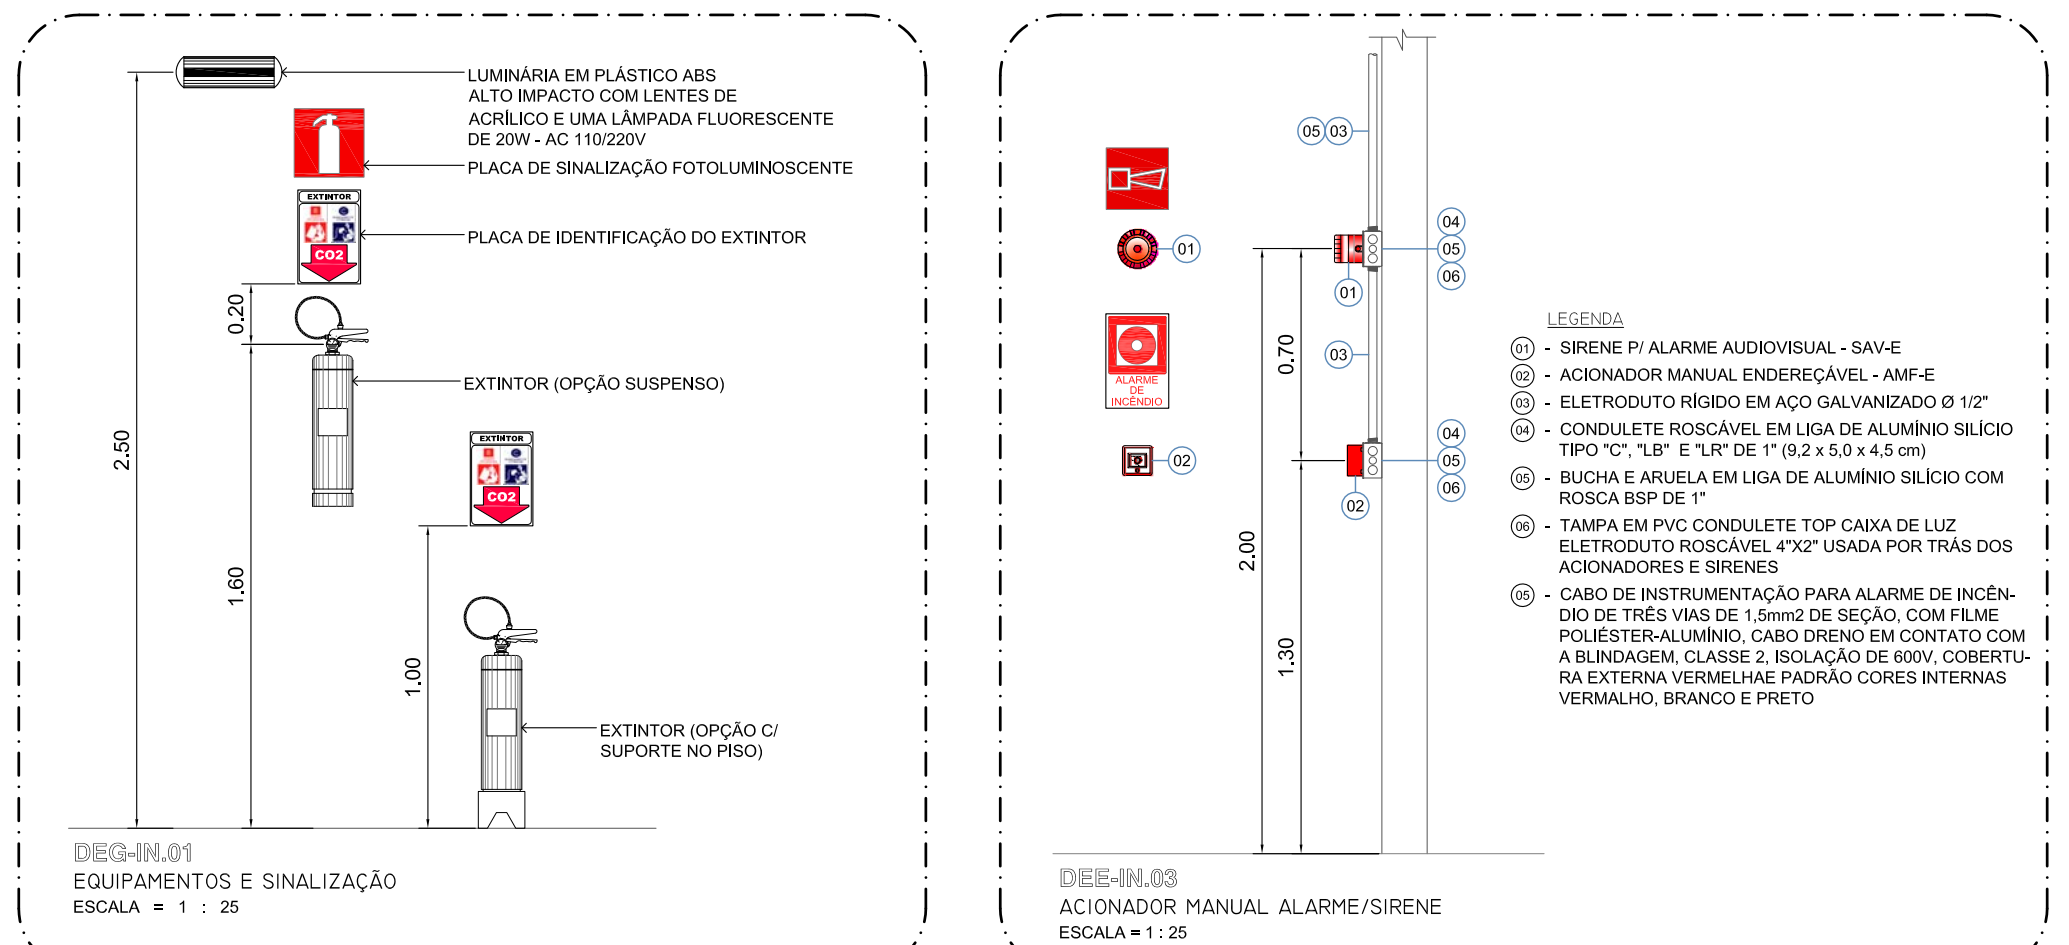 LUMINÁRIA EM PLÁSTICO ABS
ALTO IMPACTO COM LENTES DE
ACRÍLICO E UMA LÂMPADA FLUORESCENTE
DE 20W - AC 110/220V
PLACA DE SINALIZAÇÃO FOTOLUMINOSCENTE
EXTINTOR
CO2
PLACA DE IDENTIFICAÇÃO DO EXTINTOR
0.20
EXTINTOR (OPÇÃO SUSPENSO)
2.50
1.60
EXTINTOR
CO2
1.00
EXTINTOR (OPÇÃO C/
SUPORTE NO PISO)
DEG-IN.01
EQUIPAMENTOS E SINALIZAÇÃO
ESCALA = 1 : 25
05 03
04
01
05
06
01
0.70
03
ALARME
DE
INCÊNDIO
04
02
05
06
02
2.00
1.30
LEGENDA
01 - SIRENE P/ ALARME AUDIOVISUAL - SAV-E
02 - ACIONADOR MANUAL ENDEREÇÁVEL - AMF-E
03 - ELETRODUTO RÍGIDO EM AÇO GALVANIZADO Ø 1/2"
04 - CONDULETE ROSCÁVEL EM LIGA DE ALUMÍNIO SILÍCIO
TIPO "C", "LB" E "LR" DE 1" (9,2 x 5,0 x 4,5 cm)
05 - BUCHA E ARUELA EM LIGA DE ALUMÍNIO SILÍCIO COM
ROSCA BSP DE 1"
06 - TAMPA EM PVC CONDULETE TOP CAIXA DE LUZ
ELETRODUTO ROSCÁVEL 4"X2" USADA POR TRÁS DOS
ACIONADORES E SIRENES
05 - CABO DE INSTRUMENTAÇÃO PARA ALARME DE INCÊN-
DIO DE TRÊS VIAS DE 1,5mm2 DE SEÇÃO, COM FILME
POLIÉSTER-ALUMÍNIO, CABO DRENO EM CONTATO COM
A BLINDAGEM, CLASSE 2, ISOLAÇÃO DE 600V, COBERTU-
RA EXTERNA VERMELHAE PADRÃO CORES INTERNAS
VERMALHO, BRANCO E PRETO
DEE-IN.03
ACIONADOR MANUAL ALARME/SIRENE
ESCALA = 1 : 25